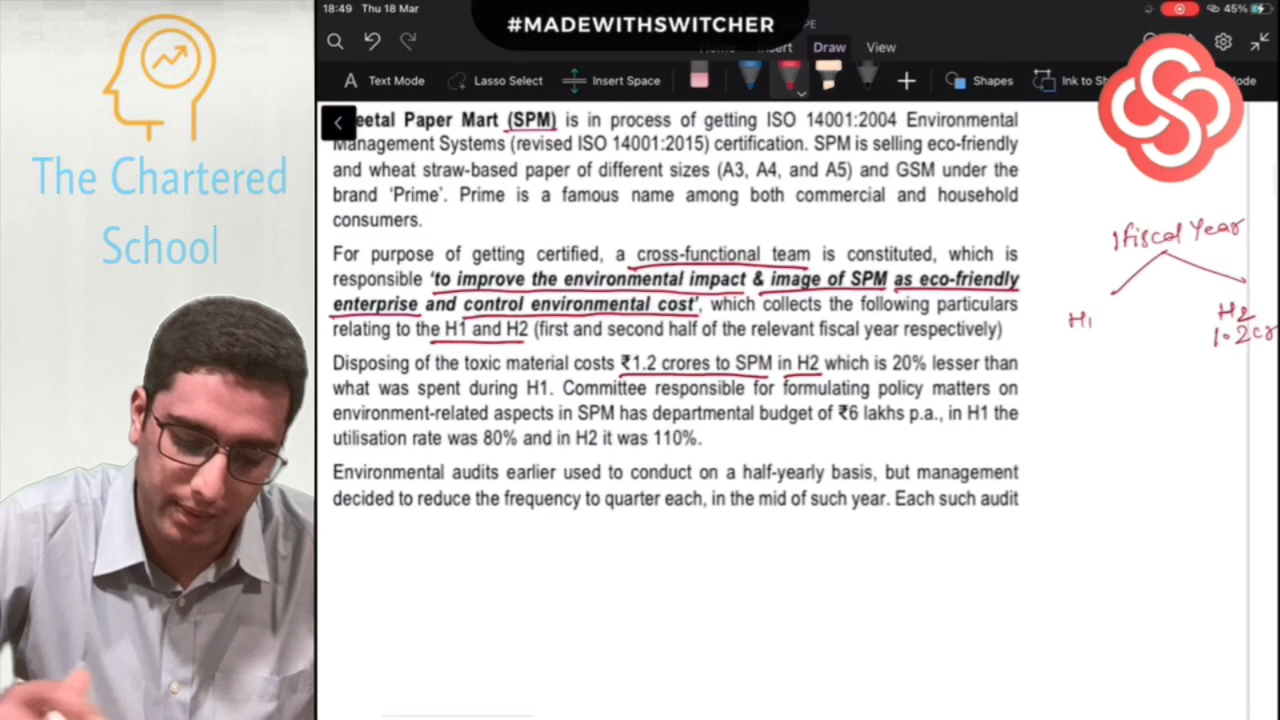 18:49 Thu 18 Mar
#MADEWITHSWITCHER
45%
Draw
View
Text Mode
Lasso Select
Insert Space
Shapes
The Chartered
School
eetal Paper Mart (SPM) is in process of getting ISO 14001:2004 Environmental
Management Systems (revised ISO 14001:2015) certification. SPM is selling eco-friendly
and wheat straw-based paper of different sizes (A3, A4, and A5) and GSM under the
brand ‘Prime’. Prime is a famous name among both commercial and household
consumers.
For purpose of getting certified, a cross-functional team is constituted, which is
responsible ‘to improve the environmental impact & image of SPM as eco-friendly
enterprise and control environmental cost’, which collects the following particulars
relating to the H1 and H2 (first and second half of the relevant fiscal year respectively)
Disposing of the toxic material costs ₹1.2 crores to SPM in H2 which is 20% lesser than
what was spent during H1. Committee responsible for formulating policy matters on
environment-related aspects in SPM has departmental budget of ₹6 lakhs p.a., in H1 the
utilisation rate was 80% and in H2 it was 110%.
Environmental audits earlier used to conduct on a half-yearly basis, but management
decided to reduce the frequency to quarter each, in the mid of such year. Each such audit
1 fiscal Year
H1
H2
1.2cr